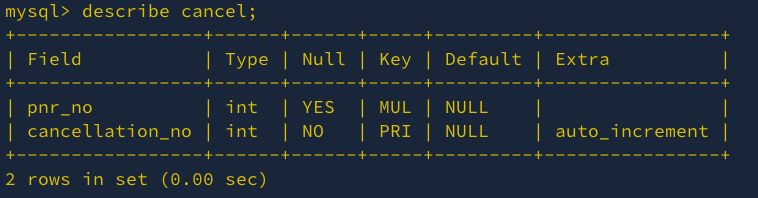 mysql> describe cancel;
+-----------------+------+------+-----+---------+----------------+
| Field           | Type | Null | Key | Default | Extra          |
+-----------------+------+------+-----+---------+----------------+
| pnr_no          | int  | YES  | MUL | NULL    |                |
| cancellation_no | int  | NO   | PRI | NULL    | auto_increment |
+-----------------+------+------+-----+---------+----------------+
2 rows in set (0.00 sec)